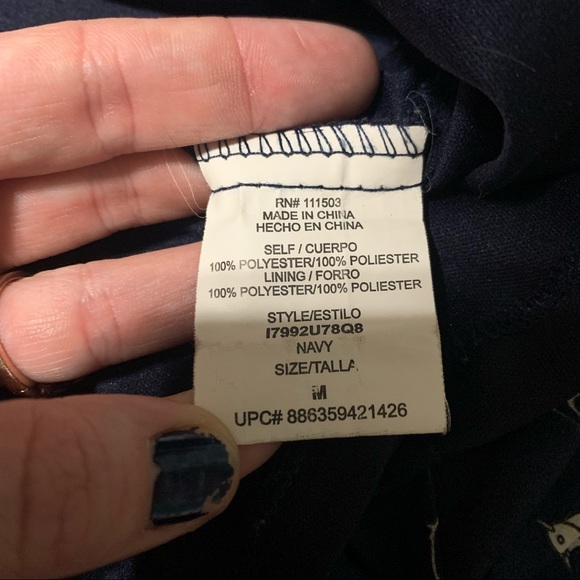 RN# 111503
MADE IN CHINA
HECHO EN CHINA
SELF / CUERPO
100% POLYESTER/100% POLIESTER
LINING / FORRO
100% POLYESTER/100% POLIESTER
STYLE/ESTILO
I7992U78Q8
NAVY
SIZE/TALLA
M
UPC# 886359421426